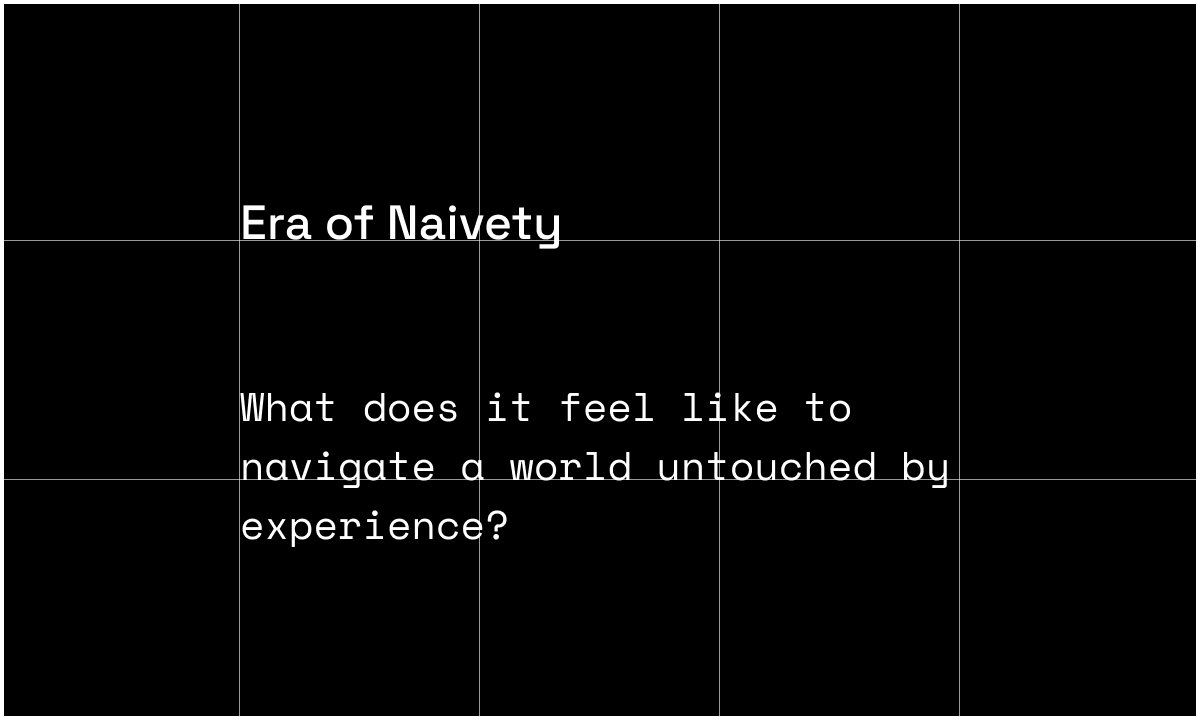 Era of Naivety
What does it feel like to
navigate a world untouched by
experience?